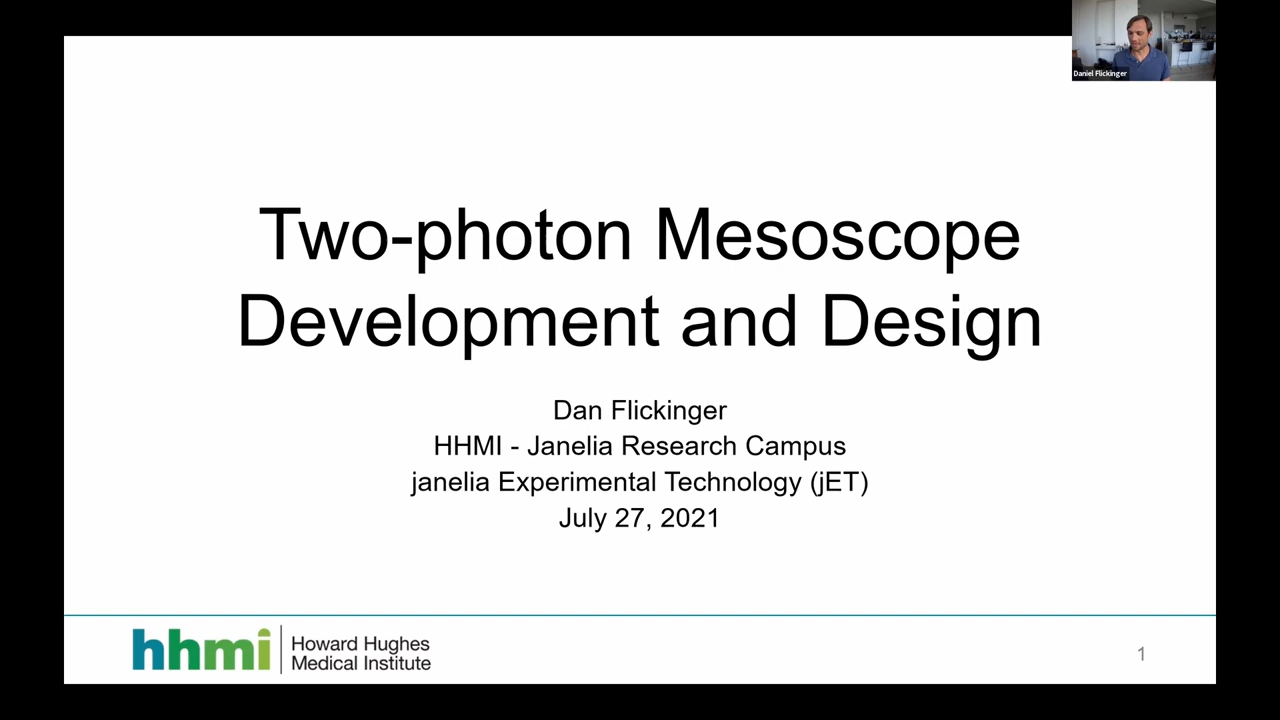 Daniel Flickinger
Two-photon Mesoscope
Development and Design
Dan Flickinger
HHMI - Janelia Research Campus
janelia Experimental Technology (jET)
July 27, 2021
hhmi
Howard Hughes
Medical Institute
1